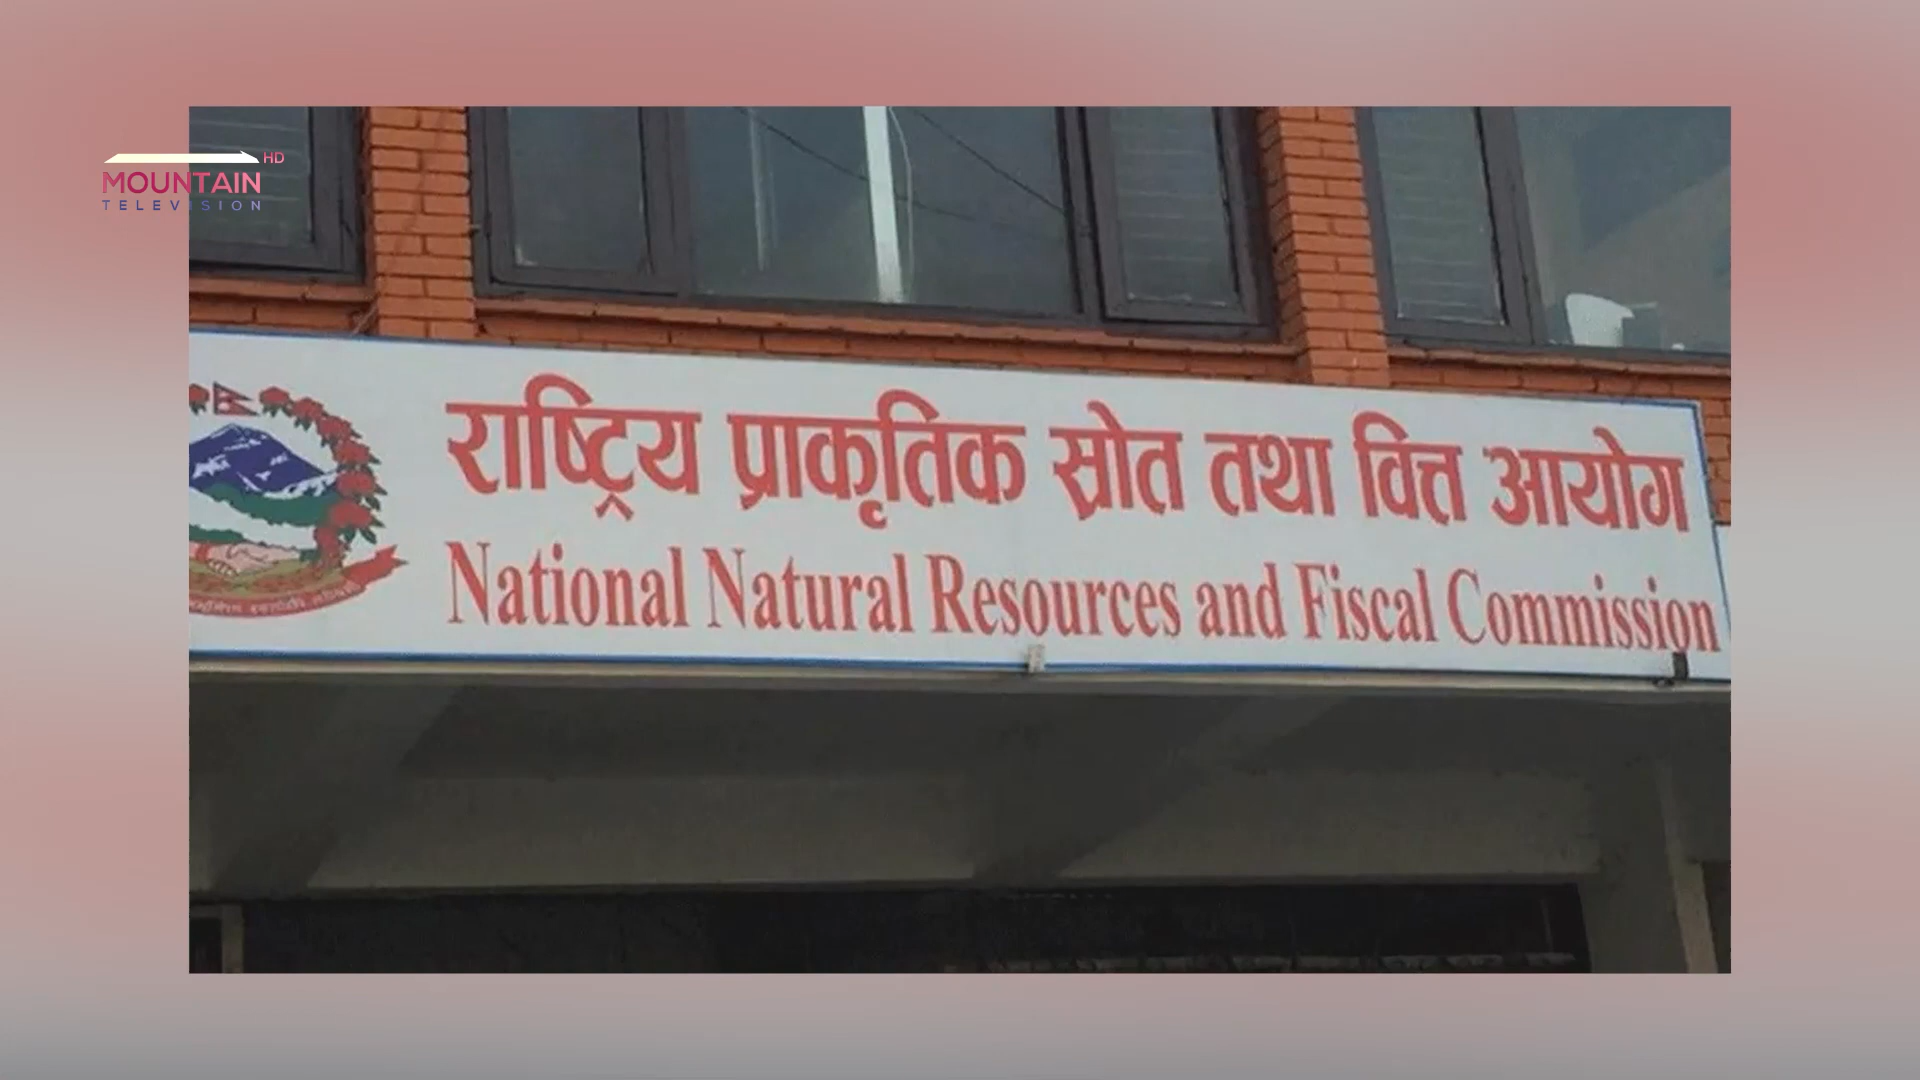 HD
MOUNTAIN
TELEVISION
राष्ट्रिय प्राकृतिक स्रोत तथा वित्त आयोग
National Natural Resources and Fiscal Commission